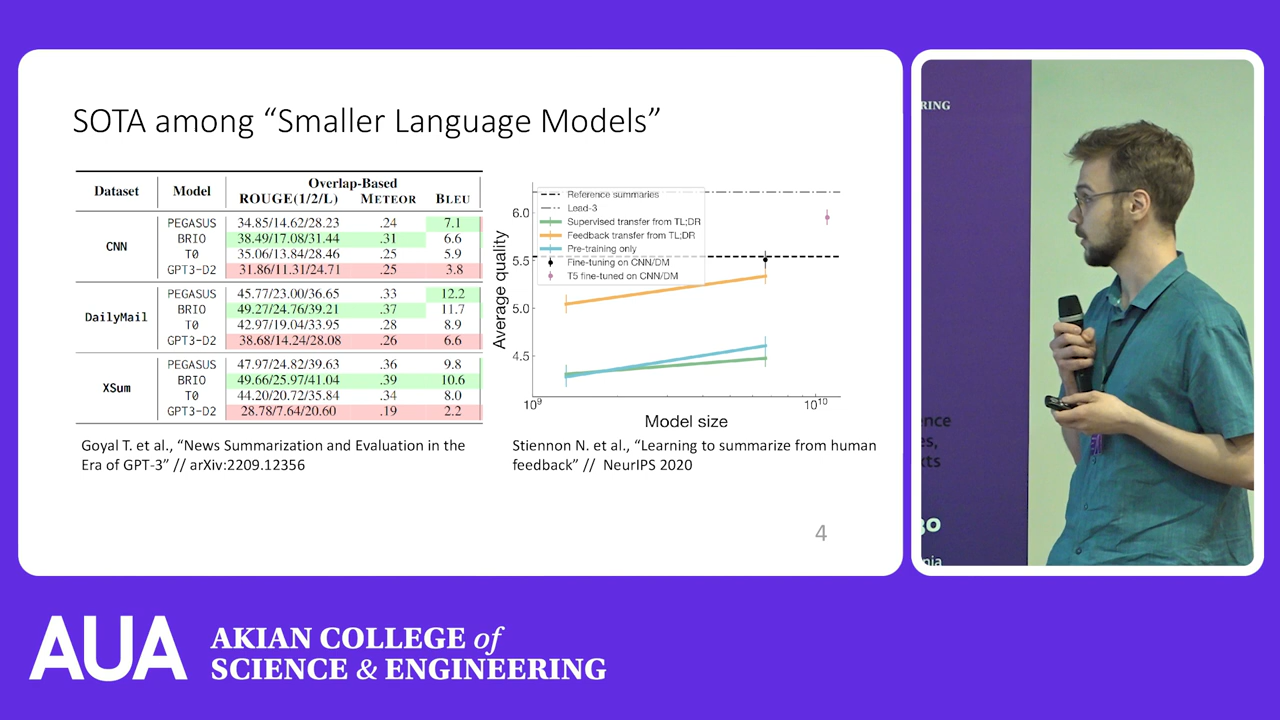 SOTA among “Smaller Language Models”
Overlap-Based
Dataset Model ROUGE(1/2/L) METEOR BLEU
CNN
PEGASUS 34.85/14.62/28.23 .24 7.1
BRIO 38.49/17.08/31.44 .31 6.6
T0 35.06/13.84/28.46 .25 5.9
GPT3-D2 31.86/11.31/24.71 .25 3.8
DailyMail
PEGASUS 45.77/23.00/36.65 .33 12.2
BRIO 49.27/24.76/39.21 .37 11.7
T0 42.97/19.04/33.95 .28 8.9
GPT3-D2 38.68/14.24/28.08 .26 6.6
XSum
PEGASUS 47.97/24.82/39.63 .36 9.8
BRIO 49.66/25.97/41.04 .39 10.6
T0 44.20/20.72/35.84 .34 8.0
GPT3-D2 28.78/7.64/20.60 .19 2.2
Goyal T. et al., “News Summarization and Evaluation in the
Era of GPT-3” // arXiv:2209.12356
Average quality
6.0
5.5
5.0
4.5
Reference summaries
Lead-3
Supervised transfer from TL;DR
Feedback transfer from TL;DR
Pre-training only
Fine-tuning on CNN/DM
T5 fine-tuned on CNN/DM
10⁹ 10¹⁰
Model size
Stiennon N. et al., “Learning to summarize from human
feedback” // NeurIPS 2020
4
RING
AUA
AKIAN COLLEGE of
SCIENCE & ENGINEERING